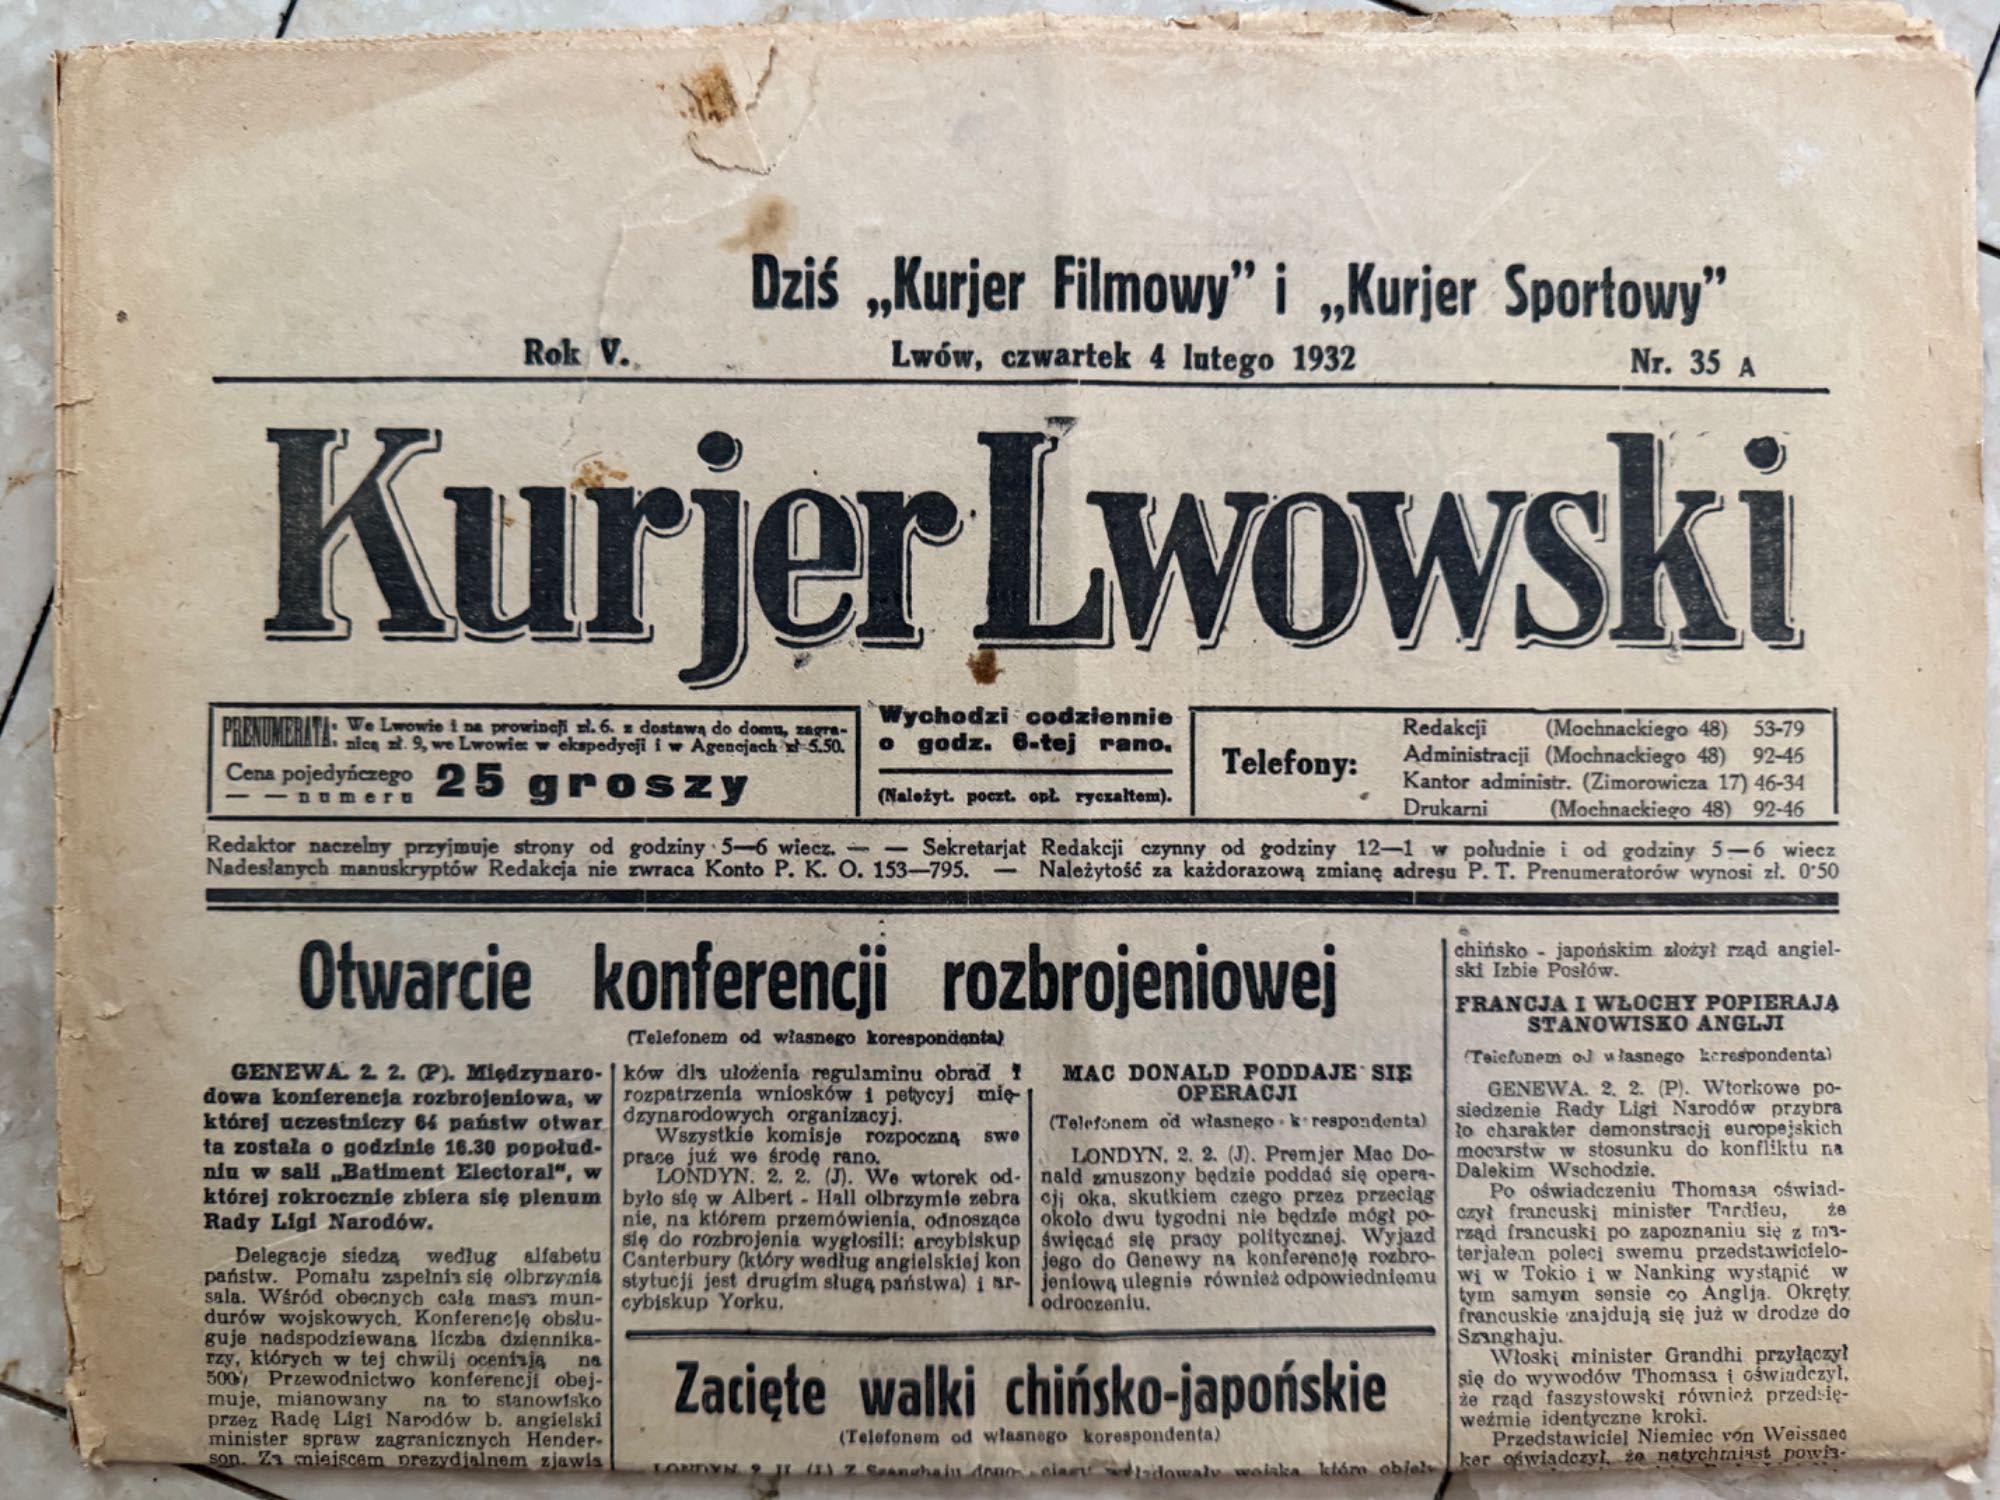 Dziś „Kurjer Filmowy” i „Kurjer Sportowy”
Rok V.
Lwów, czwartek 4 lutego 1932
Nr. 35 A
Kurjer Lwowski
PRENUMERATA: We Lwowie i na prowincji zł. 6. z dostawą do domu, zagra-
nicą zł. 9, we Lwowie w ekspedycji i w Agencjach zł 5.50.
Cena pojedyńczego
— — numeru 25 groszy
Wychodzi codziennie
o godz. 6-tej rano.
(Należyt. poczt. opł. ryczałtem).
Telefony:
Redakcji (Mochnackiego 48) 53-79
Administracji (Mochnackiego 48) 92-46
Kantor administr. (Zimorowicza 17) 46-34
Drukarni (Mochnackiego 48) 92-46
Redaktor naczelny przyjmuje strony od godziny 5—6 wiecz. — — Sekretarjat Redakcji czynny od godziny 12—1 w południe i od godziny 5—6 wiecz
Nadesłanych manuskryptów Redakcja nie zwraca Konto P. K. O. 153—795. — Należytość za każdorazową zmianę adresu P. T. Prenumeratorów wynosi zł. 0·50
Otwarcie konferencji rozbrojeniowej
(Telefonem od własnego korespondenta)
GENEWA. 2. 2. (P). Międzynaro-
dowa konferencja rozbrojeniowa, w
której uczestniczy 64 państw otwar
ta została o godzinie 16.30 popołud-
niu w sali „Batiment Electoral“, w
której rokrocznie zbiera się plenum
Rady Ligi Narodów.
Delegacje siedzą według alfabetu
państw. Pomału zapełnia się olbrzymia
sala. Wśród obecnych cała masa mun-
durów wojskowych. Konferencję obsłu-
guje nadspodziewana liczba dziennika-
rzy, których w tej chwili oceniają na
500. Przewodnictwo konferencji obej-
muje, mianowany na to stanowisko
przez Radę Ligi Narodów b. angielski
minister spraw zagranicznych Hender-
son. Za miejscem prezydjalnem zjawia
ków dla ułożenia regulaminu obrad i
rozpatrzenia wniosków i petycyj mię-
dzynarodowych organizacyj.
Wszystkie komisje rozpoczną swe
prace już we środę rano.
LONDYN. 2. 2. (J). We wtorek od-
było się w Albert - Hall olbrzymie zebra
nie, na którem przemówienia, odnoszące
się do rozbrojenia wygłosili: arcybiskup
Canterbury (który według angielskiej kon
stytucji jest drugim sługą państwa) i ar-
cybiskup Yorku.
MAC DONALD PODDAJE SIĘ
OPERACJI
(Telefonem od własnego k respondenta)
LONDYN. 2. 2. (J). Premjer Mac Do-
nald zmuszony będzie poddać się opera-
cji oka, skutkiem czego przez przeciąg
około dwu tygodni nie będzie mógł po-
święcać się pracy politycznej. Wyjazd
jego do Genewy na konferencję rozbro-
jeniową ulegnie również odpowiedniemu
odroczeniu.
Zacięte walki chińsko-japońskie
(Telefonem od własnego korespondenta)
LONDYN 2. II. (J.) Z Szanghaju dono-
wojska, które
chińsko - japońskim złożył rząd angiel-
ski Izbie Posłów.
FRANCJA I WŁOCHY POPIERAJĄ
STANOWISKO ANGLJI
(Telefonem od własnego korespondenta)
GENEWA. 2. 2. (P). Wtorkowe po-
siedzenie Rady Ligi Narodów przybra
ło charakter demonstracji europejskich
mocarstw w stosunku do konfliktu na
Dalekim Wschodzie.
Po oświadczeniu Thomasa oświad-
czył francuski minister Tardieu, że
rząd francuski po zapoznaniu się z ma-
terjałem poleci swemu przedstawicielo-
wi w Tokio i w Nanking wystąpić w
tym samym sensie co Anglja. Okręty
francuskie znajdują się już w drodze do
Szanghaju.
Włoski minister Grandhi przyłączył
się do wywodów Thomasa i oświadczył,
że rząd faszystowski również przedsię-
weźmie identyczne kroki.
Przedstawiciel Niemiec von Weissaec
ker oświadczył, że natychmiast powia-